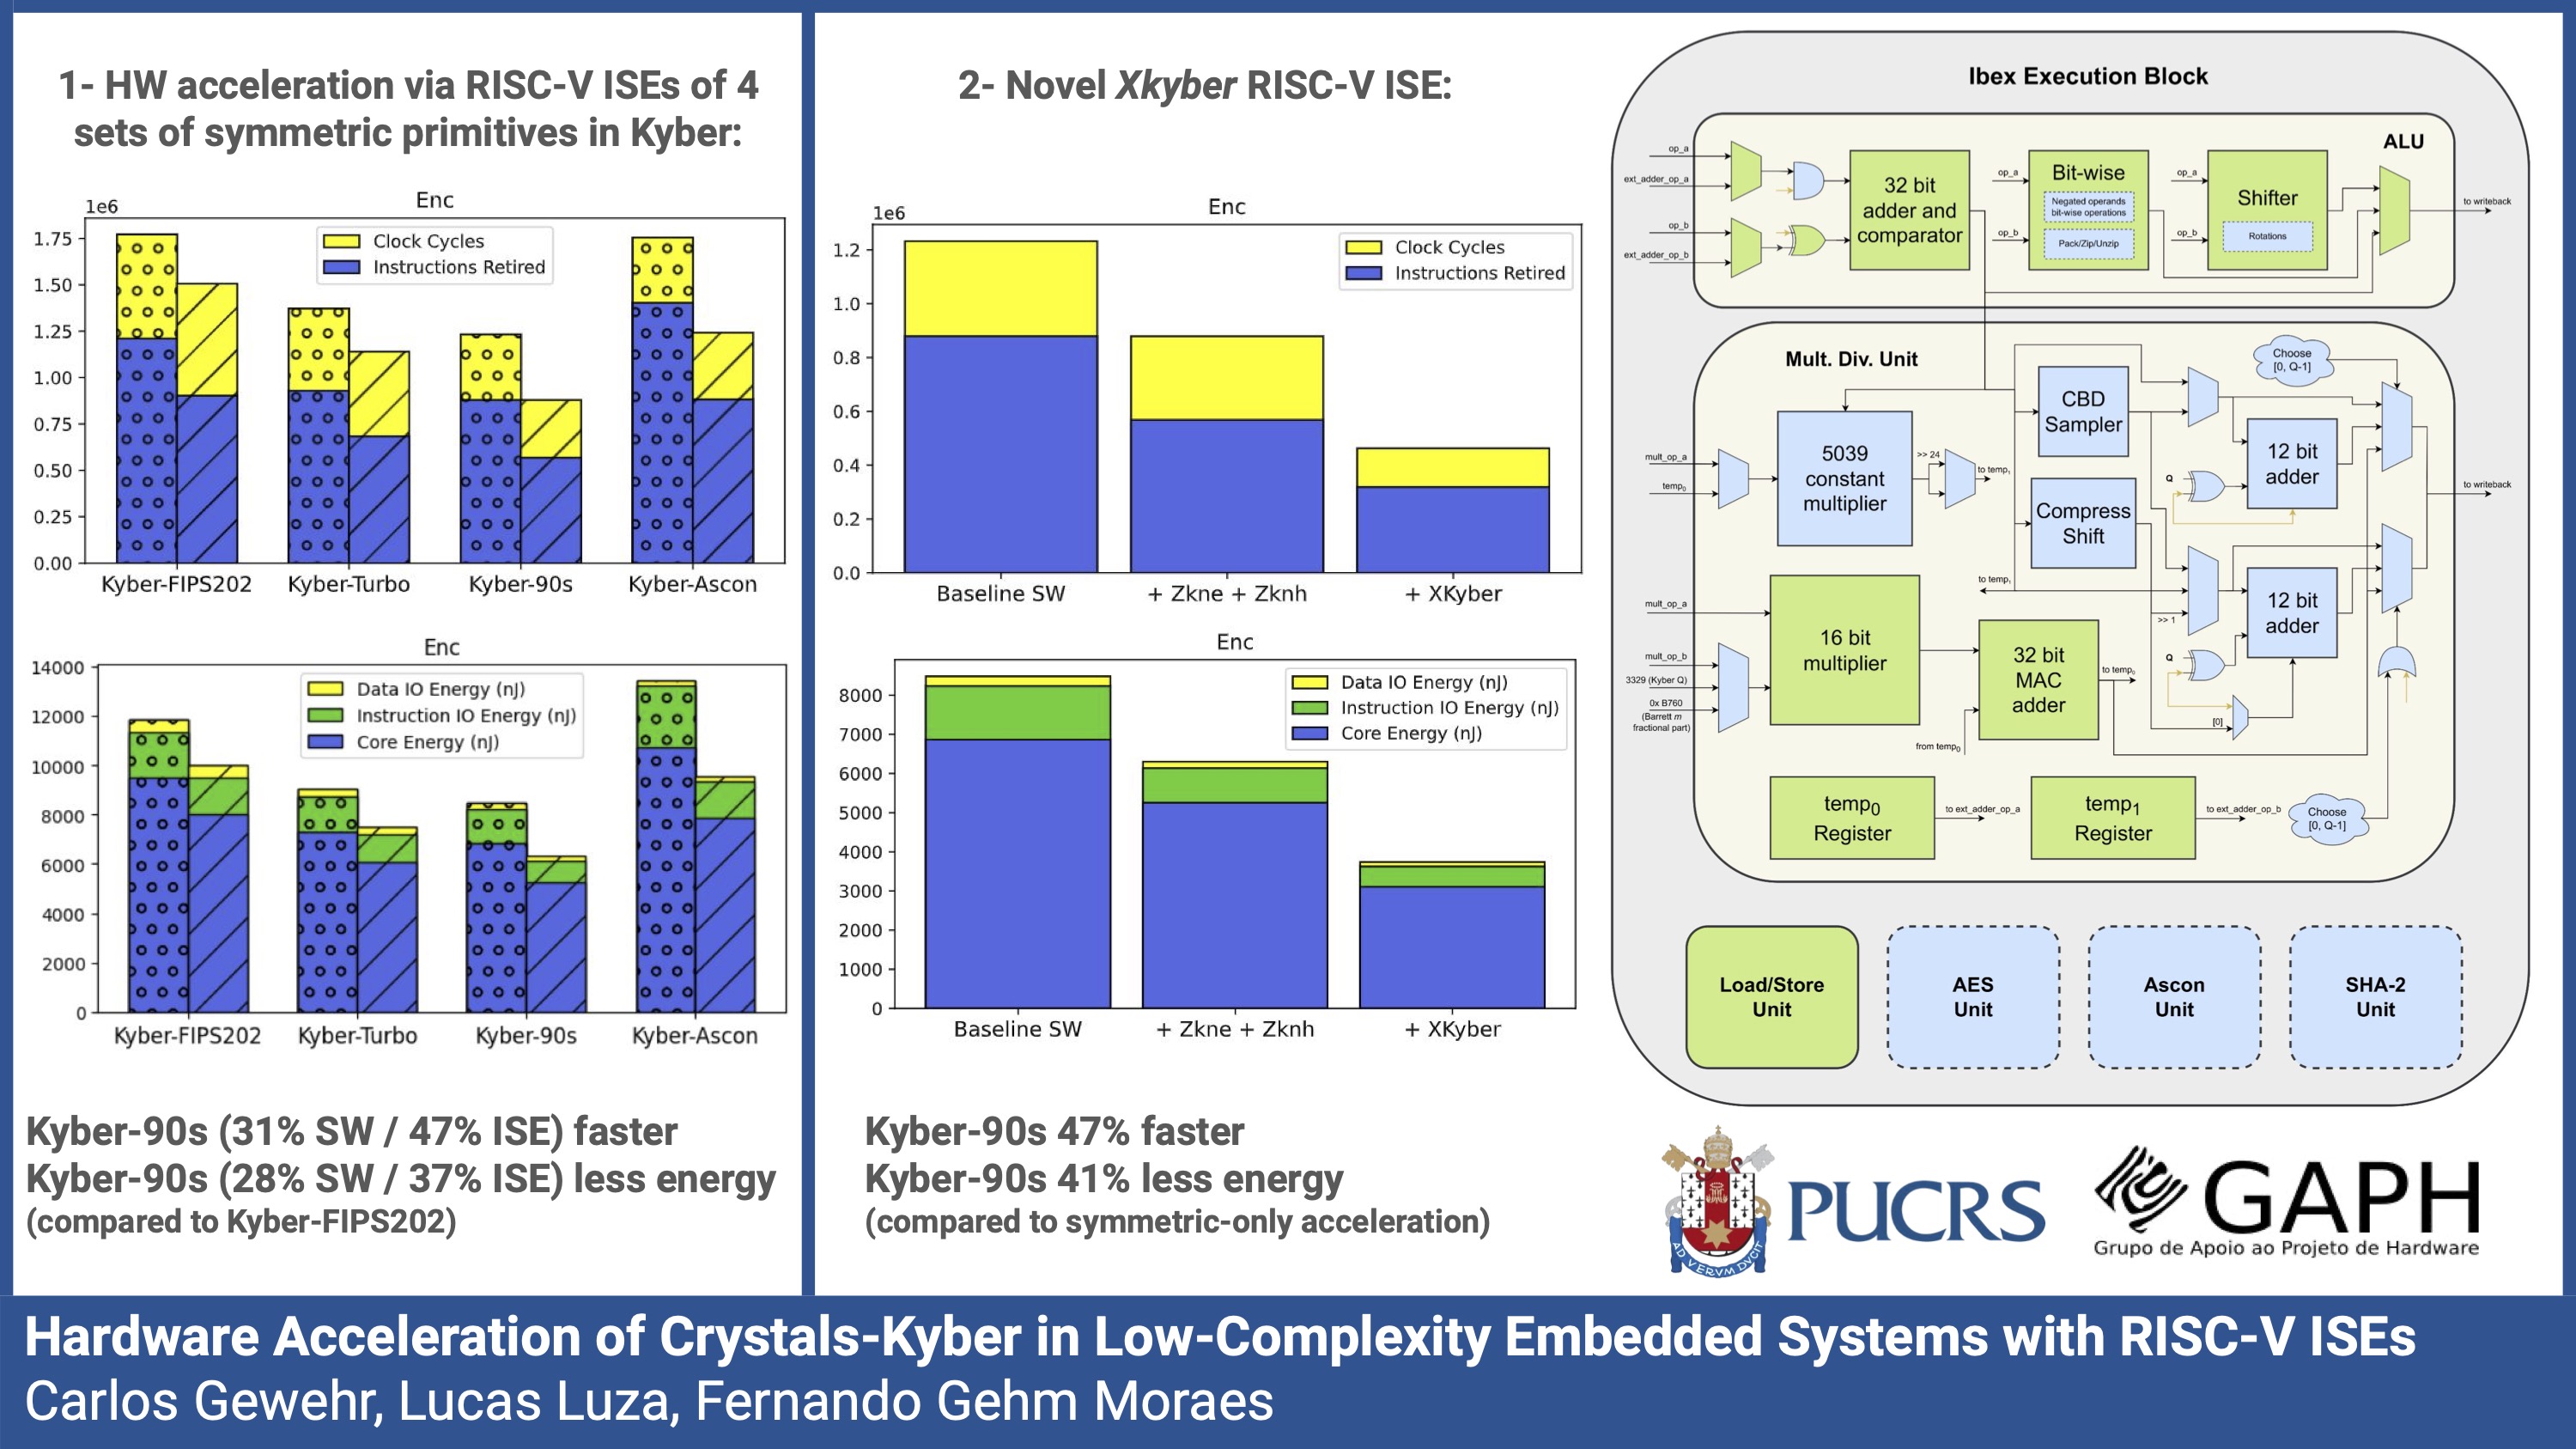 1- HW acceleration via RISC-V ISEs of 4
sets of symmetric primitives in Kyber:
Enc
1e6
Clock Cycles
Instructions Retired
1.75
1.50
1.25
1.00
0.75
0.50
0.25
0.00
Kyber-FIPS202
Kyber-Turbo
Kyber-90s
Kyber-Ascon
Enc
Data IO Energy (nJ)
Instruction IO Energy (nJ)
Core Energy (nJ)
14000
12000
10000
8000
6000
4000
2000
0
Kyber-FIPS202
Kyber-Turbo
Kyber-90s
Kyber-Ascon
Kyber-90s (31% SW / 47% ISE) faster
Kyber-90s (28% SW / 37% ISE) less energy
(compared to Kyber-FIPS202)
2- Novel Xkyber RISC-V ISE:
Enc
1e6
Clock Cycles
Instructions Retired
1.2
1.0
0.8
0.6
0.4
0.2
0.0
Baseline SW
+ Zkne + Zknh
+ XKyber
Enc
Data IO Energy (nJ)
Instruction IO Energy (nJ)
Core Energy (nJ)
8000
7000
6000
5000
4000
3000
2000
1000
0
Baseline SW
+ Zkne + Zknh
+ XKyber
Kyber-90s 47% faster
Kyber-90s 41% less energy
(compared to symmetric-only acceleration)
Ibex Execution Block
ALU
op_a
ext_adder_op_a
op_b
ext_adder_op_b
32 bit
adder and
comparator
op_a
op_b
Bit-wise
Negated operands
bit-wise operations
Pack/Zip/Unzip
op_a
op_b
Shifter
Rotations
to writeback
Mult. Div. Unit
mult_op_a
temp0
5039
constant
multiplier
>> 24
to temp1
CBD
Sampler
Compress
Shift
Choose
[0, Q-1]
12 bit
adder
Q
to writeback
to temp1
>> 1
12 bit
adder
Q
[0]
mult_op_a
mult_op_b
3329 (Kyber Q)
0x B760
(Barrett m
fractional part)
16 bit
multiplier
32 bit
MAC
adder
to temp0
from temp0
temp0
Register
to ext_adder_op_a
temp1
Register
to ext_adder_op_b
Choose
[0, Q-1]
Load/Store
Unit
AES
Unit
Ascon
Unit
SHA-2
Unit
AD VERVM DVCIT
PUCRS
GAPH
Grupo de Apoio ao Projeto de Hardware
Hardware Acceleration of Crystals-Kyber in Low-Complexity Embedded Systems with RISC-V ISEs
Carlos Gewehr, Lucas Luza, Fernando Gehm Moraes